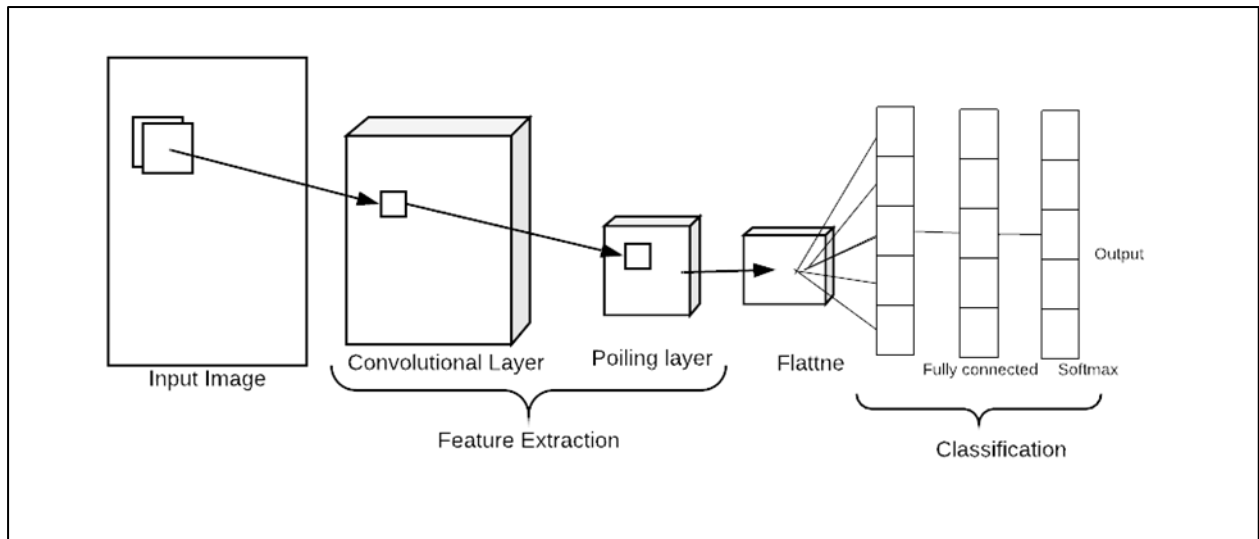 Input Image
Convolutional Layer
Poiling layer
Flattne
Fully connected
Softmax
Output
Feature Extraction
Classification